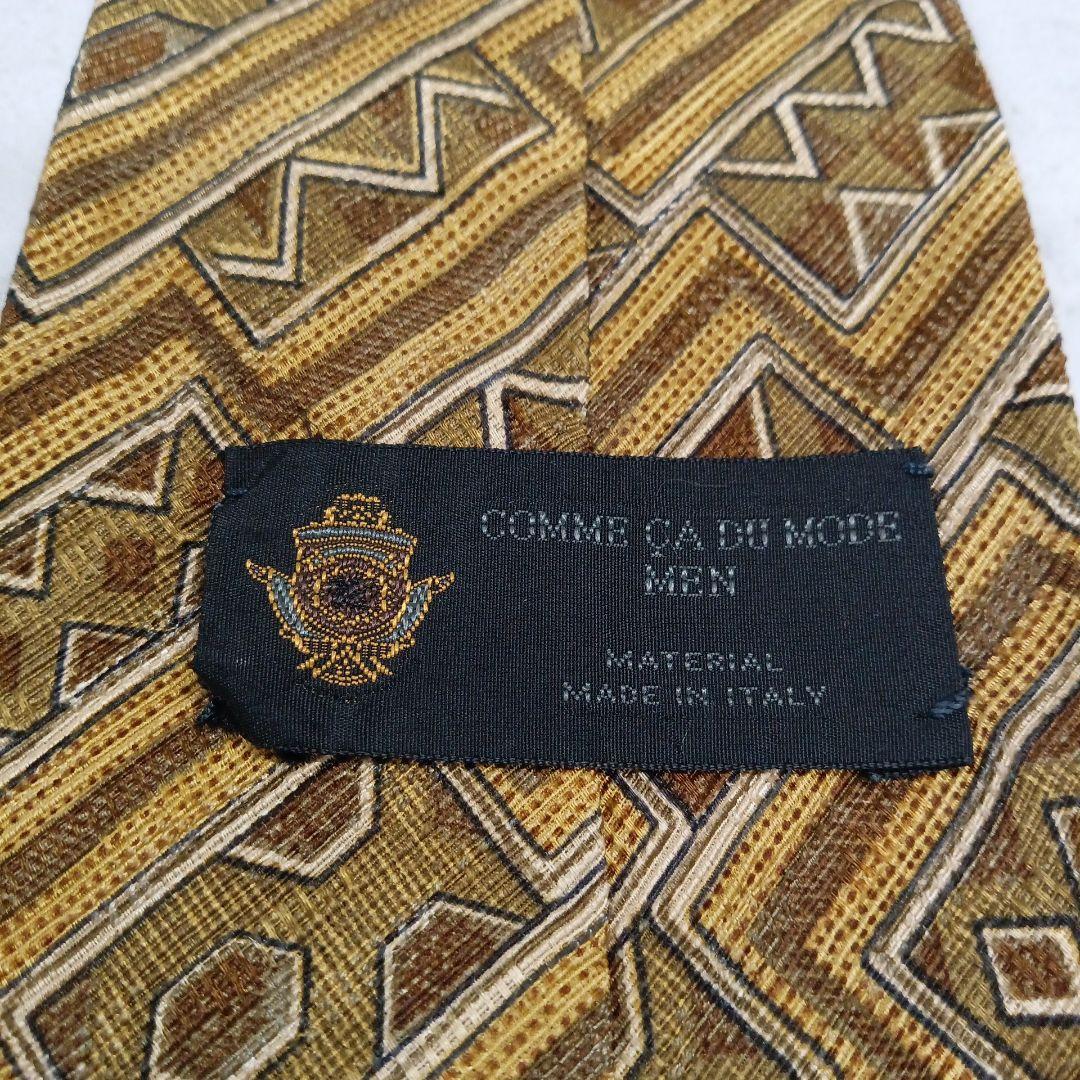 COMME ÇA DU MODE
MEN
MATERIAL
MADE IN ITALY